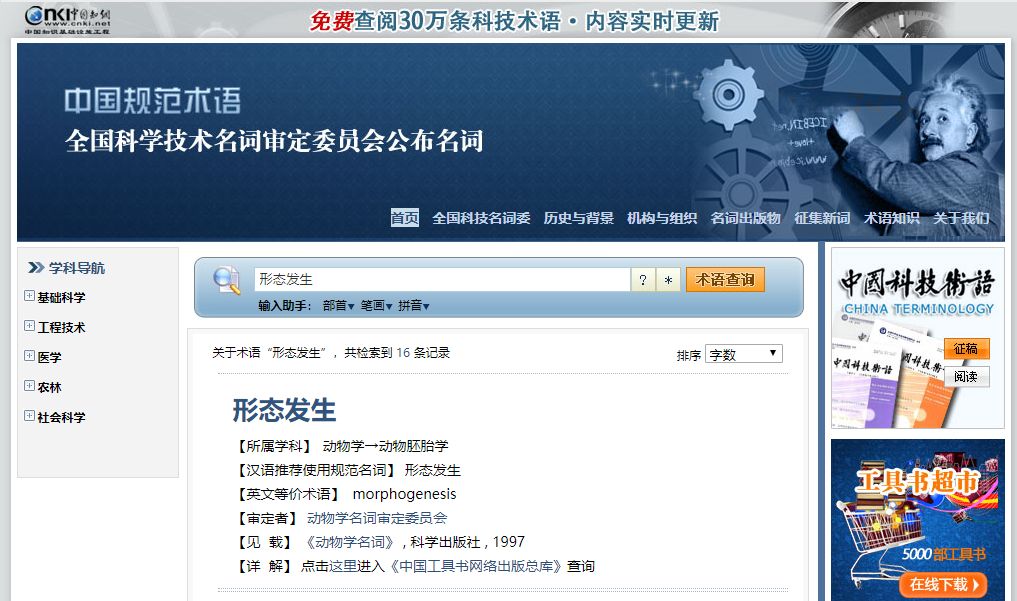 CNKI中国知网
www.cnki.net
中国知识基础设施工程
免费查阅30万条科技术语·内容实时更新
中国规范术语
全国科学技术名词审定委员会公布名词
首页 全国科技名词委 历史与背景 机构与组织 名词出版物 征集新词 术语知识 关于我们
学科导航
基础科学
工程技术
医学
农林
社会科学
形态发生 ? * 术语查询
输入助手: 部首▾ 笔画▾ 拼音▾
关于术语“形态发生”，共检索到 16 条记录
排序 字数
形态发生
【所属学科】 动物学→动物胚胎学
【汉语推荐使用规范名词】 形态发生
【英文等价术语】 morphogenesis
【审定者】 动物学名词审定委员会
【见 载】 《动物学名词》 , 科学出版社 , 1997
【详 解】 点击这里进入《中国工具书网络出版总库》查询
中国科技術語
CHINA TERMINOLOGY
征稿
阅读
中国科技術語
工具书超市
5000部工具书
在线下载